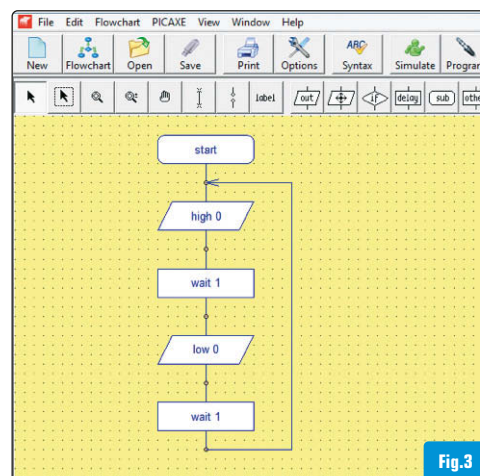 File Edit Flowchart PICAXE View Window Help
New Flowchart Open Save Print Options Syntax Simulate
label out if delay sub
start
high 0
wait 1
low 0
wait 1
Fig.3